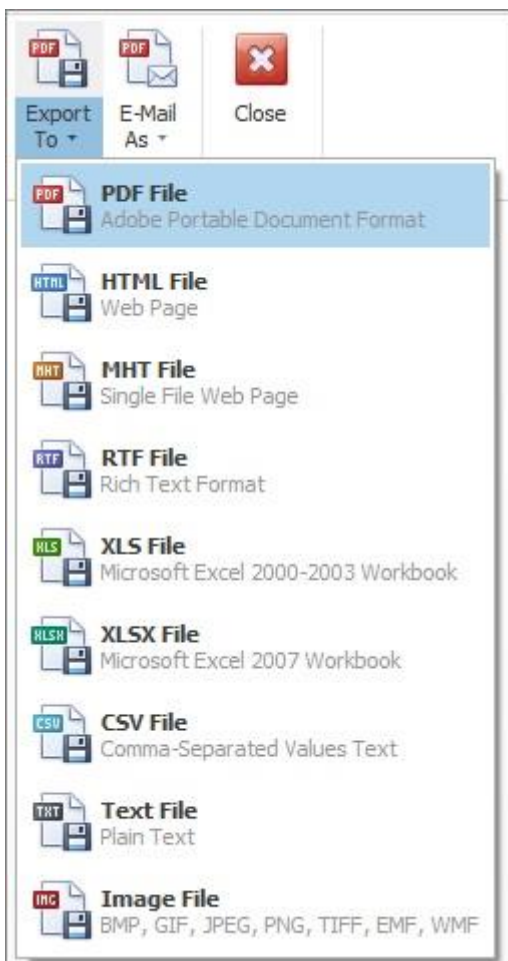 PDF PDF
Export E-Mail Close
To As
PDF PDF File
Adobe Portable Document Format
HTML HTML File
Web Page
MHT MHT File
Single File Web Page
RTF RTF File
Rich Text Format
XLS XLS File
Microsoft Excel 2000-2003 Workbook
XLSX XLSX File
Microsoft Excel 2007 Workbook
CSV CSV File
Comma-Separated Values Text
TXT Text File
Plain Text
IMG Image File
BMP, GIF, JPEG, PNG, TIFF, EMF, WMF